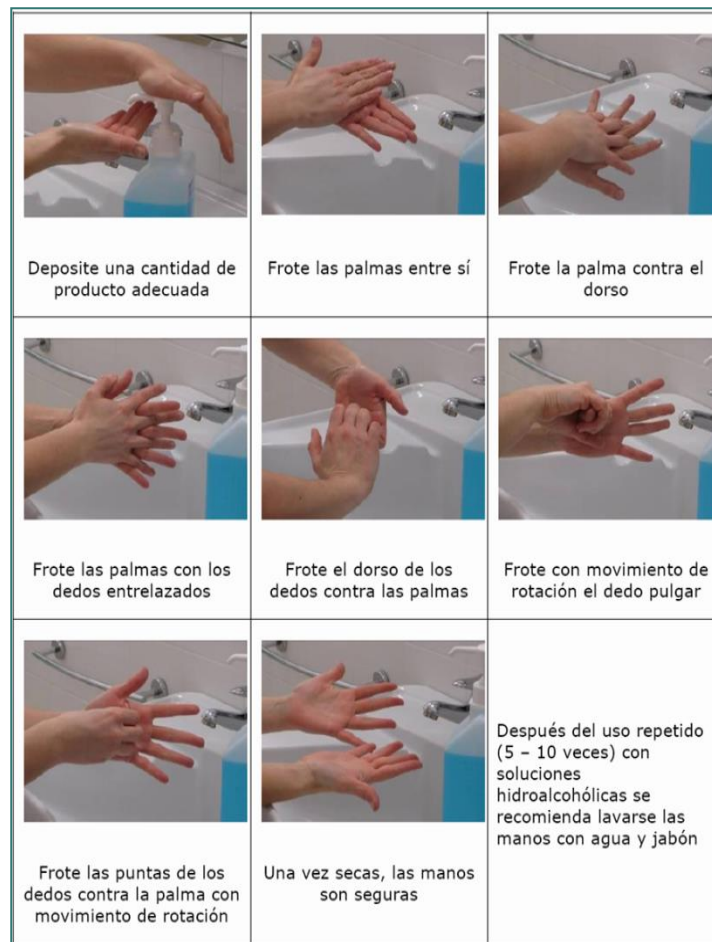 Deposite una cantidad de
producto adecuada
Frote las palmas entre sí
Frote la palma contra el
dorso
Frote las palmas con los
dedos entrelazados
Frote el dorso de los
dedos contra las palmas
Frote con movimiento de
rotación el dedo pulgar
Frote las puntas de los
dedos contra la palma con
movimiento de rotación
Una vez secas, las manos
son seguras
Después del uso repetido
(5 – 10 veces) con
soluciones
hidroalcohólicas se
recomienda lavarse las
manos con agua y jabón